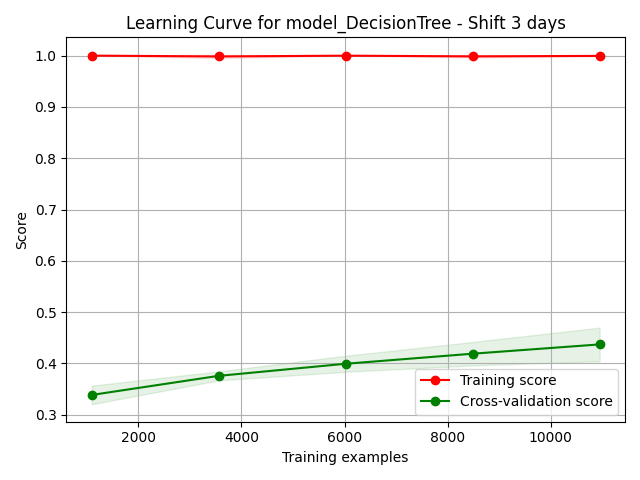 Learning Curve for model_DecisionTree - Shift 3 days
1.0
0.9
0.8
0.7
0.6
0.5
0.4
0.3
Score
2000 4000 6000 8000 10000
Training examples
Training score
Cross-validation score